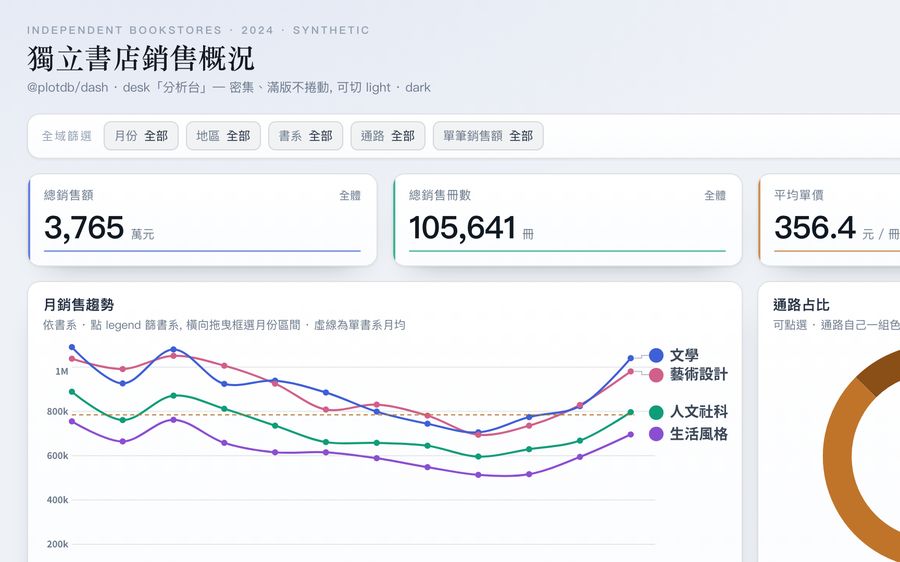 INDEPENDENT BOOKSTORES · 2024 · SYNTHETIC
獨立書店銷售概況
@plotdb/dash · desk「分析台」— 密集、滿版不捲動, 可切 light · dark
全域篩選 月份 全部 地區 全部 書系 全部 通路 全部 單筆銷售額 全部
總銷售額 全體
3,765 萬元
總銷售冊數 全體
105,641 冊
平均單價
356.4 元 / 冊
月銷售趨勢
依書系 · 點 legend 篩書系, 橫向拖曳框選月份區間 · 虛線為單書系月均
1M
800k
600k
400k
200k
文學
藝術設計
人文社科
生活風格
通路占比
可點選 · 通路自己一組色